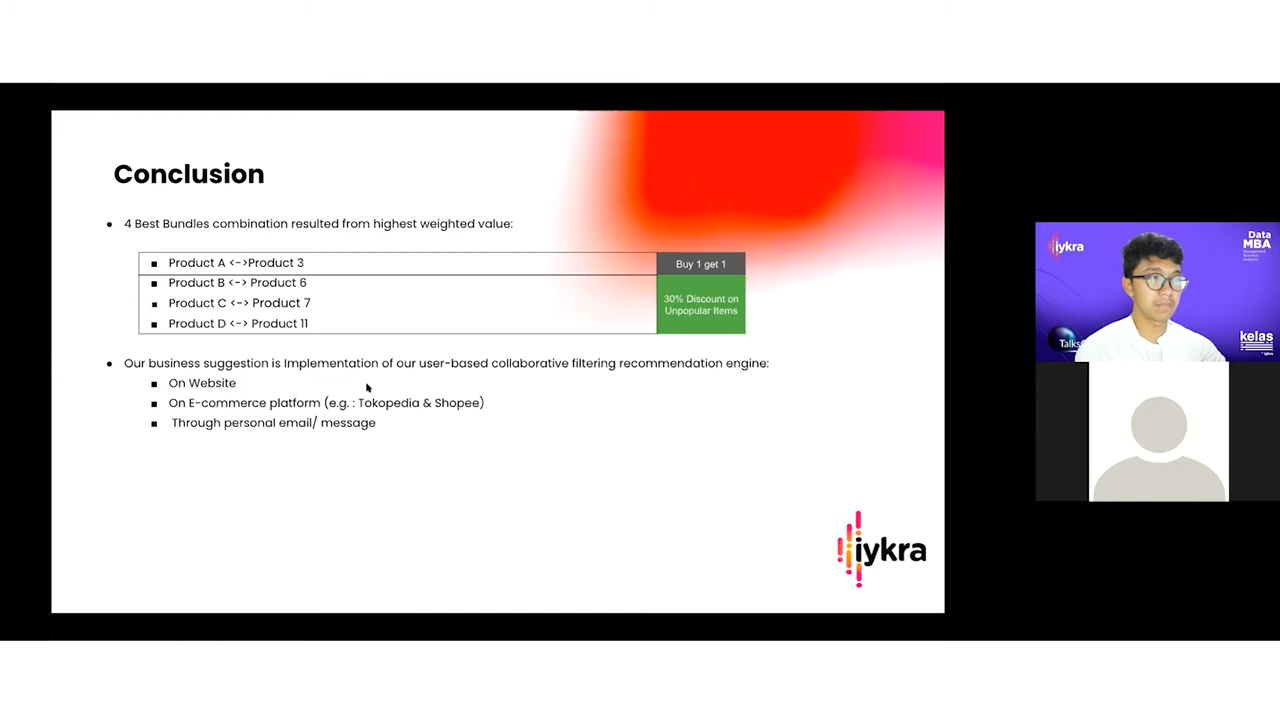 Conclusion
4 Best Bundles combination resulted from highest weighted value:
Product A <->Product 3
Buy 1 get 1
Product B <-> Product 6
Product C <-> Product 7
Product D <-> Product 11
30% Discount on
Unpopular Items
Our business suggestion is Implementation of our user-based collaborative filtering recommendation engine:
On Website
On E-commerce platform (e.g. : Tokopedia & Shopee)
Through personal email/ message
iykra
iykra
Data
MBA
Management
Business
Analytics
Talks
kelas